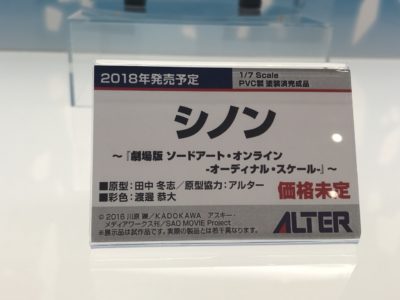 2018年発売予定
1/7 Scale
PVC製 塗装済完成品
シノン
～『劇場版 ソードアート・オンライン
-オーディナル・スケール-』～
■原型：田中 冬志／原型協力：アルター
■彩色：渡邉 恭大
価格未定
© 2016 川原 礫／KADOKAWA アスキー・
メディアワークス刊／SAO MOVIE Project
※展示品は試作品です。実際の製品とは若干異なります。
ALTER